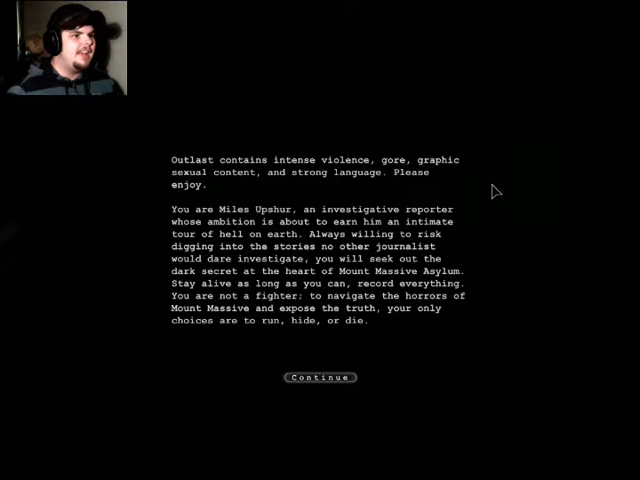 Outlast contains intense violence, gore, graphic
sexual content, and strong language. Please
enjoy.
You are Miles Upshur, an investigative reporter
whose ambition is about to earn him an intimate
tour of hell on earth. Always willing to risk
digging into the stories no other journalist
would dare investigate, you will seek out the
dark secret at the heart of Mount Massive Asylum.
Stay alive as long as you can, record everything.
You are not a fighter; to navigate the horrors of
Mount Massive and expose the truth, your only
choices are to run, hide, or die.
Continue